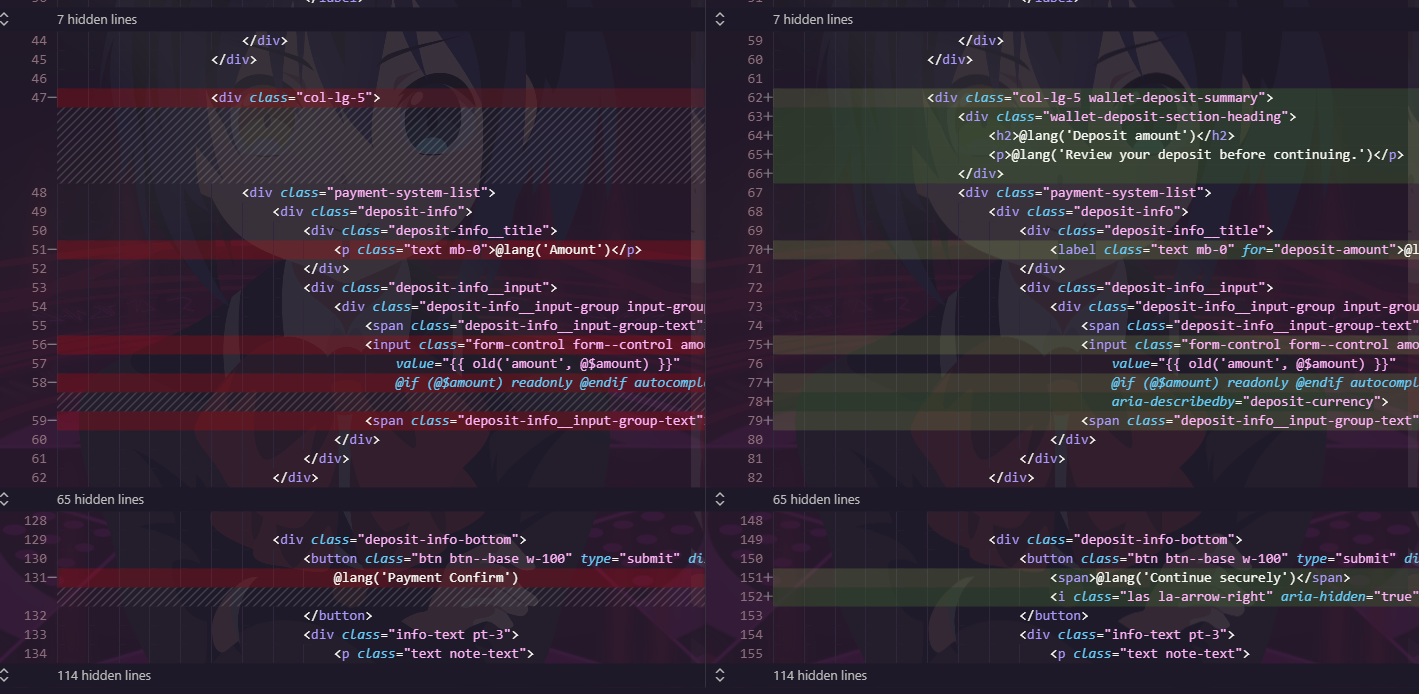 7 hidden lines
44 </div>
45 </div>
46
47− <div class="col-lg-5">
48 <div class="payment-system-list">
49 <div class="deposit-info">
50 <div class="deposit-info__title">
51− <p class="text mb-0">@lang('Amount')</p>
52 </div>
53 <div class="deposit-info__input">
54 <div class="deposit-info__input-group input-grou
55 <span class="deposit-info__input-group-text"
56− <input class="form-control form--control amo
57 value="{{ old('amount', @$amount) }}"
58− @if (@$amount) readonly @endif autocompl
59− <span class="deposit-info__input-group-text"
60 </div>
61 </div>
62 </div>
65 hidden lines
128
129 <div class="deposit-info-bottom">
130 <button class="btn btn--base w-100" type="submit" di
131− @lang('Payment Confirm')
132 </button>
133 <div class="info-text pt-3">
134 <p class="text note-text">
114 hidden lines
7 hidden lines
59 </div>
60 </div>
61
62+ <div class="col-lg-5 wallet-deposit-summary">
63+ <div class="wallet-deposit-section-heading">
64+ <h2>@lang('Deposit amount')</h2>
65+ <p>@lang('Review your deposit before continuing.')</p>
66+ </div>
67 <div class="payment-system-list">
68 <div class="deposit-info">
69 <div class="deposit-info__title">
70+ <label class="text mb-0" for="deposit-amount">@l
71 </div>
72 <div class="deposit-info__input">
73 <div class="deposit-info__input-group input-grou
74 <span class="deposit-info__input-group-text"
75+ <input class="form-control form--control amo
76 value="{{ old('amount', @$amount) }}"
77+ @if (@$amount) readonly @endif autocompl
78+ aria-describedby="deposit-currency">
79+ <span class="deposit-info__input-group-text"
80 </div>
81 </div>
82 </div>
65 hidden lines
148
149 <div class="deposit-info-bottom">
150 <button class="btn btn--base w-100" type="submit" di
151+ <span>@lang('Continue securely')</span>
152+ <i class="las la-arrow-right" aria-hidden="true"
153 </button>
154 <div class="info-text pt-3">
155 <p class="text note-text">
114 hidden lines